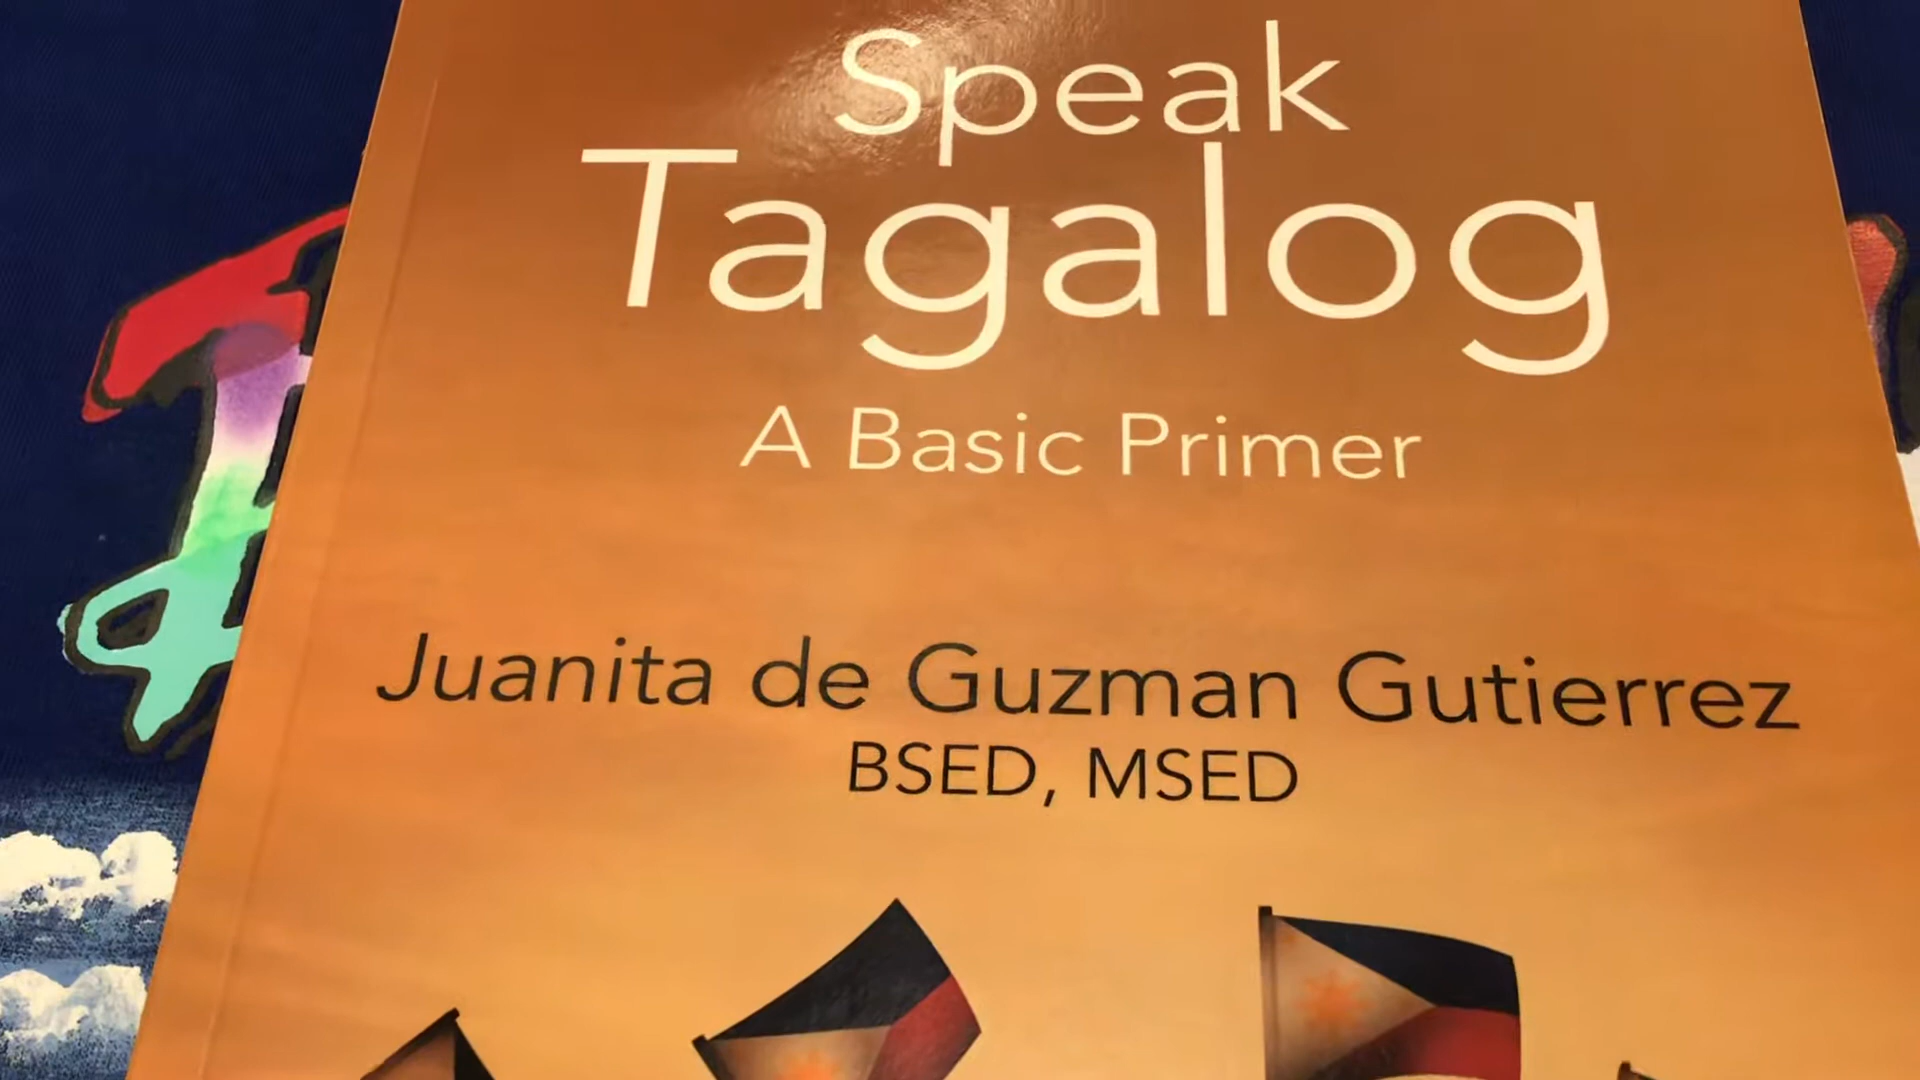 Speak
Tagalog
A Basic Primer
Juanita de Guzman Gutierrez
BSED, MSED